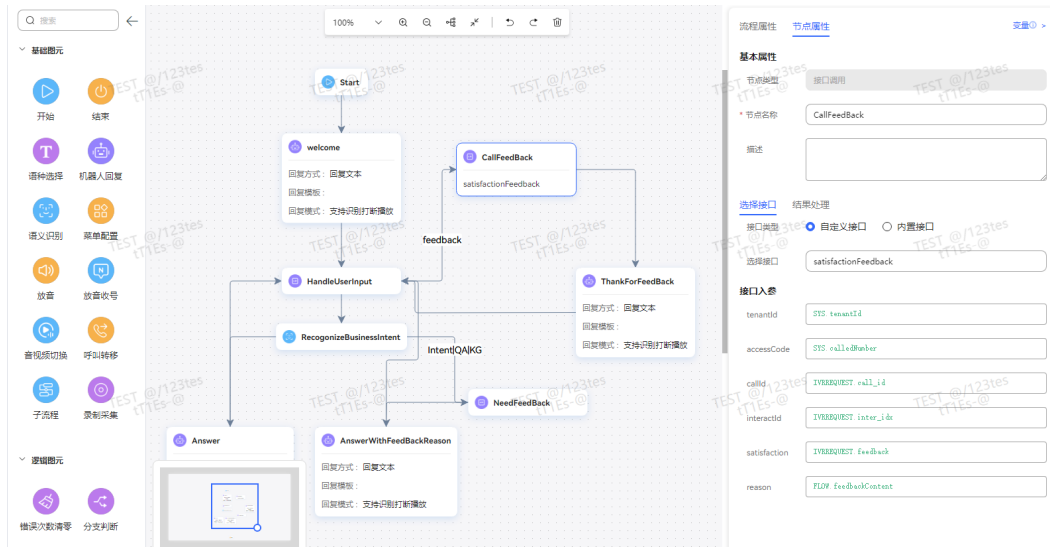 搜索
基础图元
开始
结束
语种选择
机器人回复
语义识别
菜单配置
放音
放音收号
音视频切换
呼叫转移
子流程
录制采集
逻辑图元
错误次数清零
分支判断
100%
Start
welcome
回复方式： 回复文本
回复模板：
回复模式： 支持识别打断播放
CallFeedBack
satisfactionFeedback
feedback
HandleUserInput
ThankForFeedBack
回复方式： 回复文本
回复模板：
回复模式： 支持识别打断播放
RecogonizeBusinessIntent
Intent|QA|KG
NeedFeedBack
Answer
AnswerWithFeedBackReason
回复方式： 回复文本
回复模板：
回复模式： 支持识别打断播放
流程属性
节点属性
变量 >
基本属性
节点类型
接口调用
* 节点名称
CallFeedBack
描述
选择接口
结果处理
接口类型
自定义接口
内置接口
选择接口
satisfactionFeedback
接口入参
tenantId
SYS.tenantId
accessCode
SYS.calledNumber
callId
IVRREQUEST.call_id
interactId
IVRREQUEST.inter_idx
satisfaction
IVRREQUEST.feedback
reason
FLOW.feedbackContent
TEST @/123tes
tT1Es-@